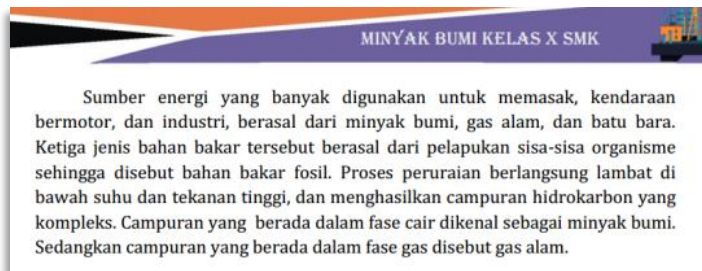 MINYAK BUMI KELAS X SMK
Sumber energi yang banyak digunakan untuk memasak, kendaraan
bermotor, dan industri, berasal dari minyak bumi, gas alam, dan batu bara.
Ketiga jenis bahan bakar tersebut berasal dari pelapukan sisa-sisa organisme
sehingga disebut bahan bakar fosil. Proses peruraian berlangsung lambat di
bawah suhu dan tekanan tinggi, dan menghasilkan campuran hidrokarbon yang
kompleks. Campuran yang berada dalam fase cair dikenal sebagai minyak bumi.
Sedangkan campuran yang berada dalam fase gas disebut gas alam.